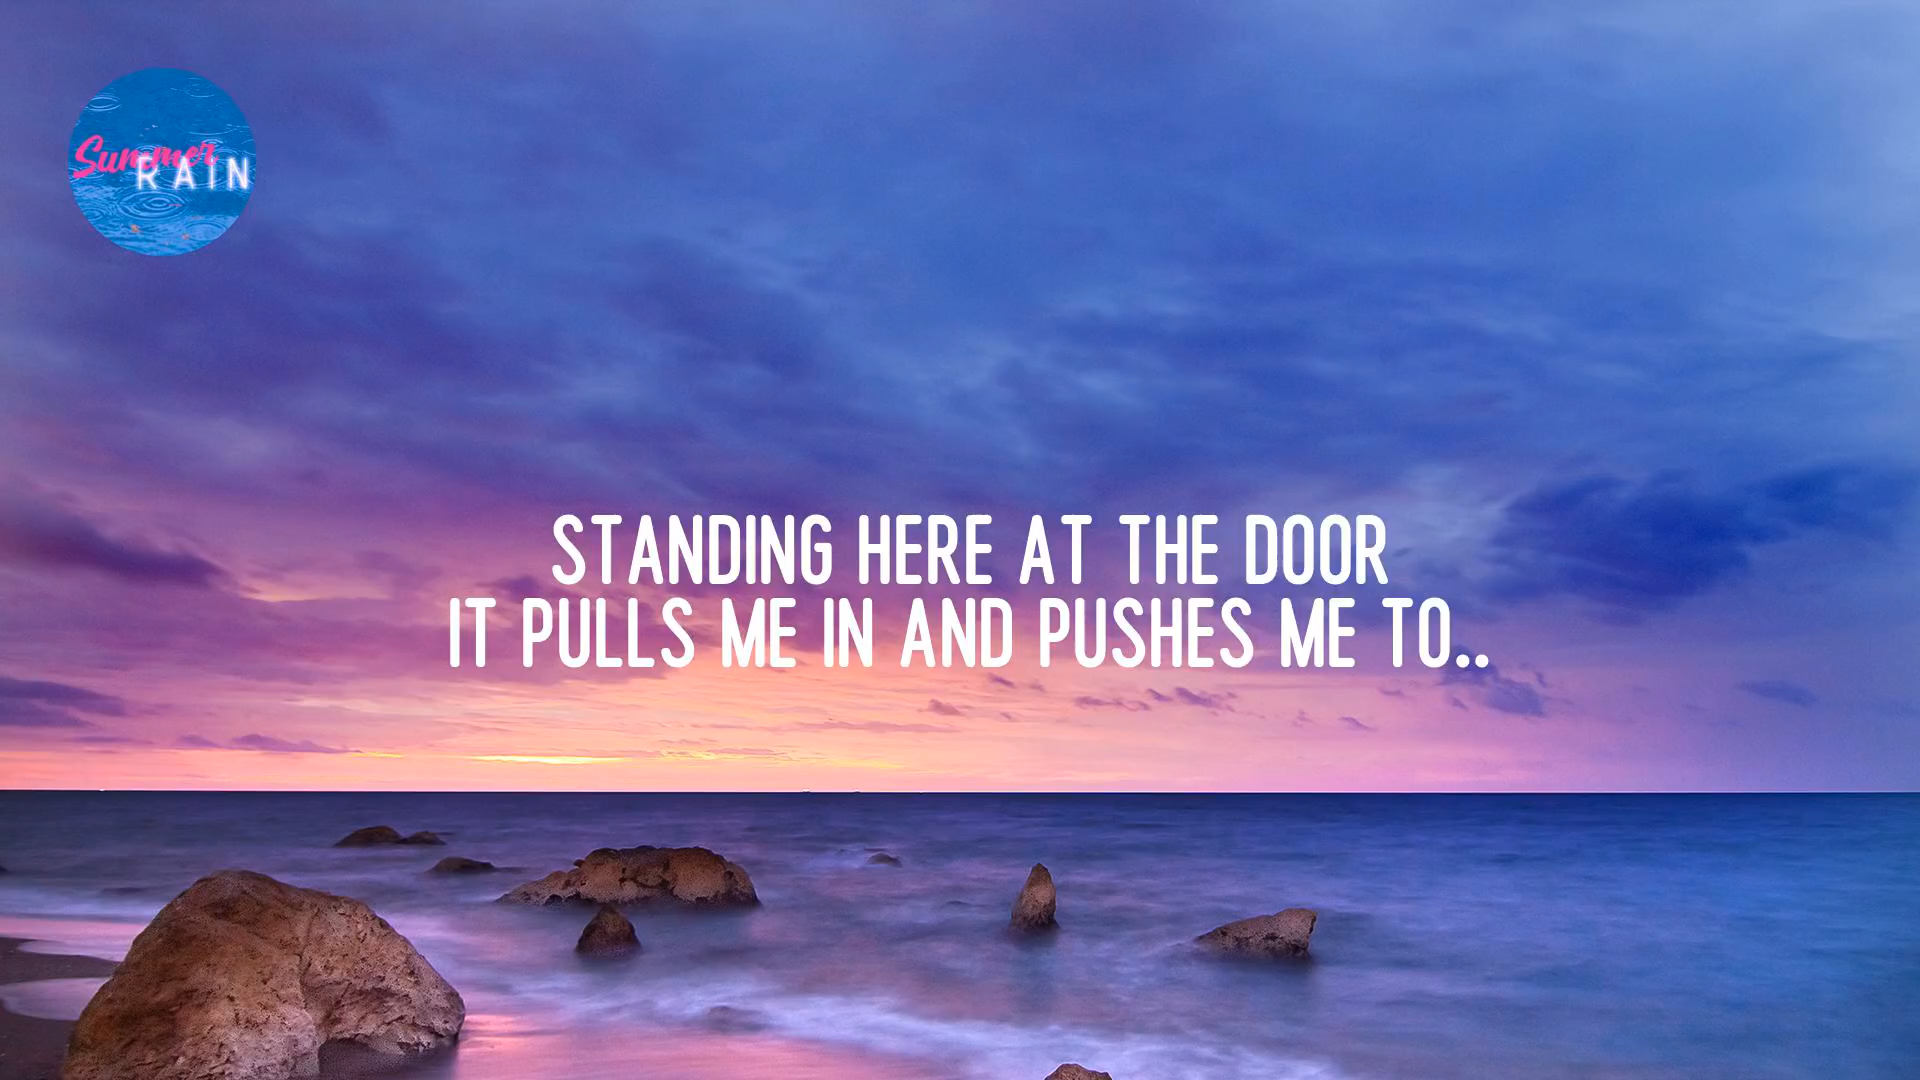 Summer
RAIN
STANDING HERE AT THE DOOR
IT PULLS ME IN AND PUSHES ME TO..